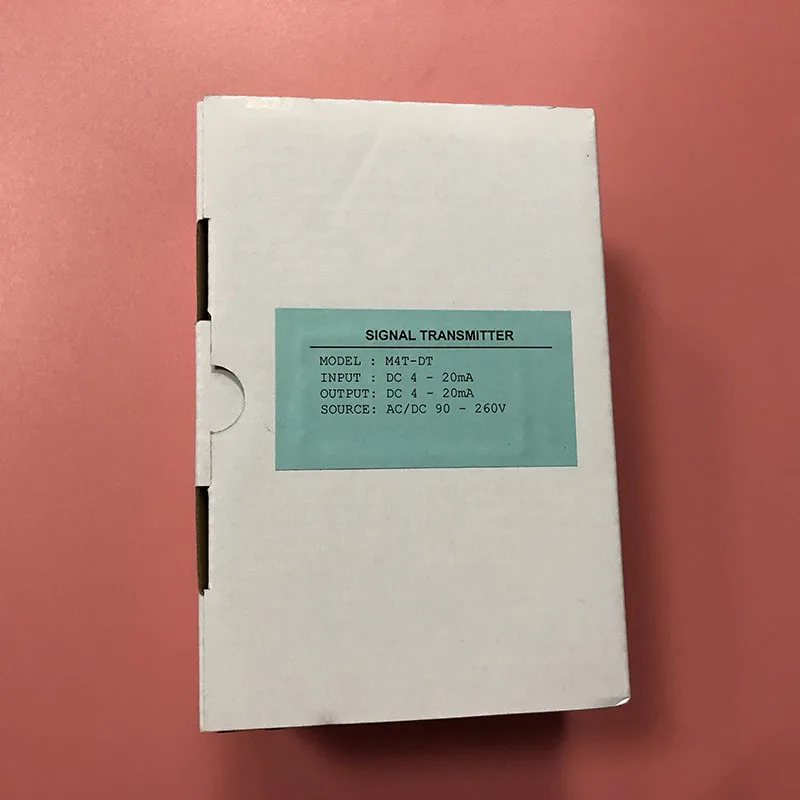 SIGNAL TRANSMITTER
MODEL : M4T-DT
INPUT : DC 4 - 20mA
OUTPUT: DC 4 - 20mA
SOURCE: AC/DC 90 - 260V